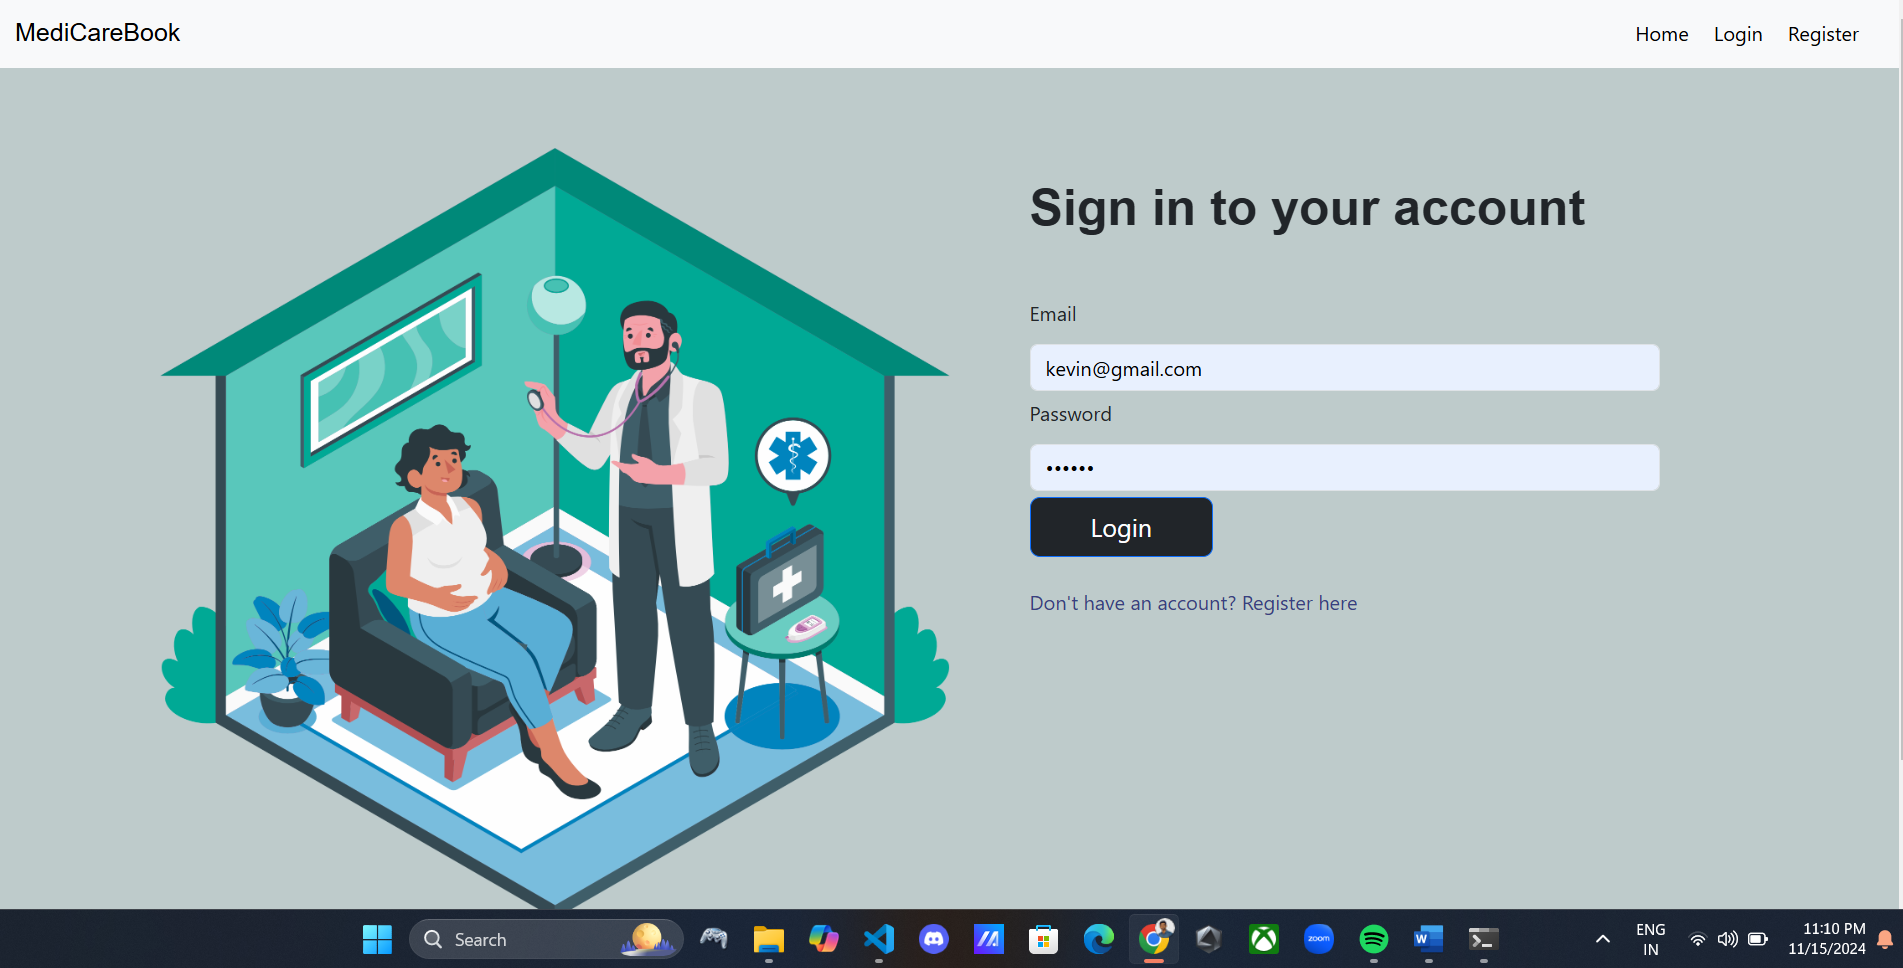 MediCareBook
Home Login Register
Sign in to your account
Email
kevin@gmail.com
Password
••••••
Login
Don't have an account? Register here
Search
zoom
W
ENG
IN
11:10 PM
11/15/2024